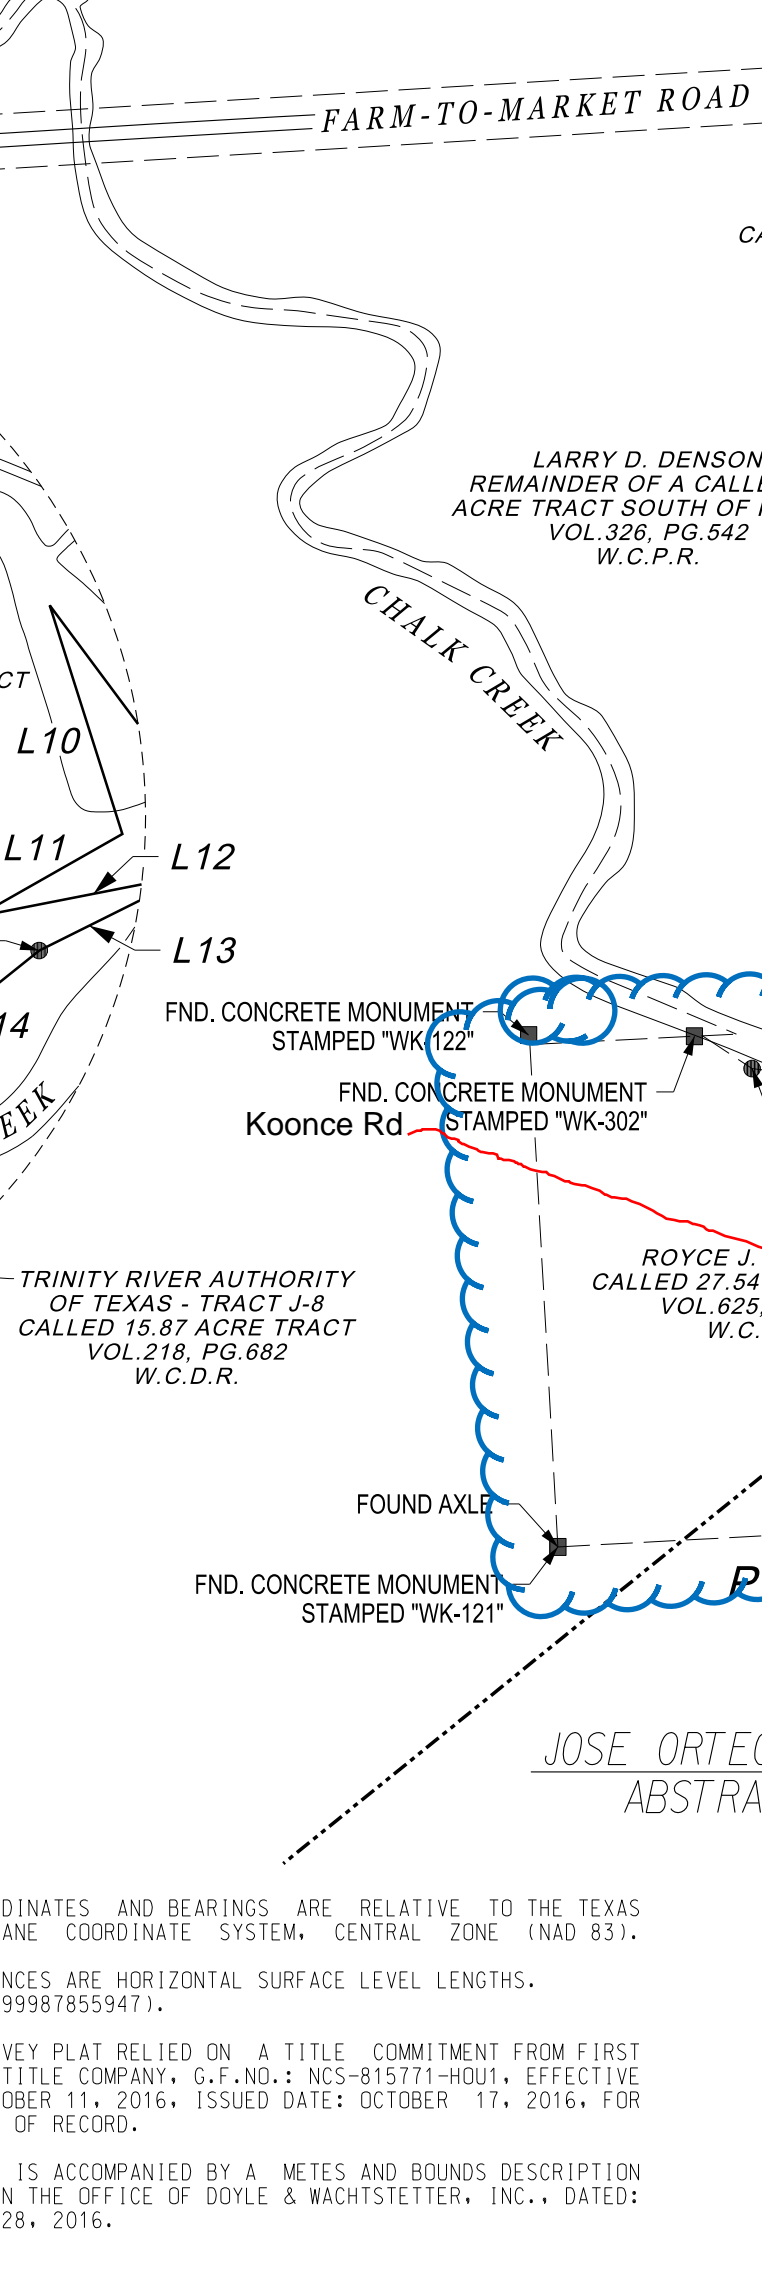 FARM-TO-MARKET ROAD
LARRY D. DENSON
REMAINDER OF A
ACRE TRACT SOUTH OF
VOL.326, PG.542
W.C.P.R.
CHALK CREEK
L10
L11
L12
L13
FND. CONCRETE MONUMENT
STAMPED "WK-122"
FND. CONCRETE MONUMENT
STAMPED "WK-302"
Koonce Rd
TRINITY RIVER AUTHORITY
OF TEXAS - TRACT J-8
CALLED 15.87 ACRE TRACT
VOL.218, PG.682
W.C.D.R.
ROYCE J.
CALLED 27.54
VOL.625,
W.C.
FOUND AXLE
FND. CONCRETE MONUMENT
STAMPED "WK-121"
JOSE
DINATES AND BEARINGS ARE RELATIVE TO THE TEXAS
ANE COORDINATE SYSTEM, CENTRAL ZONE (NAD 83).
NCES ARE HORIZONTAL SURFACE LEVEL LENGTHS.
99987855947).
VEY PLAT RELIED ON A TITLE COMMITMENT FROM FIRST
TITLE COMPANY, G.F.NO.: NCS-815771-HOU1, EFFECTIVE
OBER 11, 2016, ISSUED DATE: OCTOBER 17, 2016, FOR
OF RECORD.
IS ACCOMPANIED BY A METES AND BOUNDS DESCRIPTION
N THE OFFICE OF DOYLE & WACHTSTETTER, INC., DATED:
28, 2016.